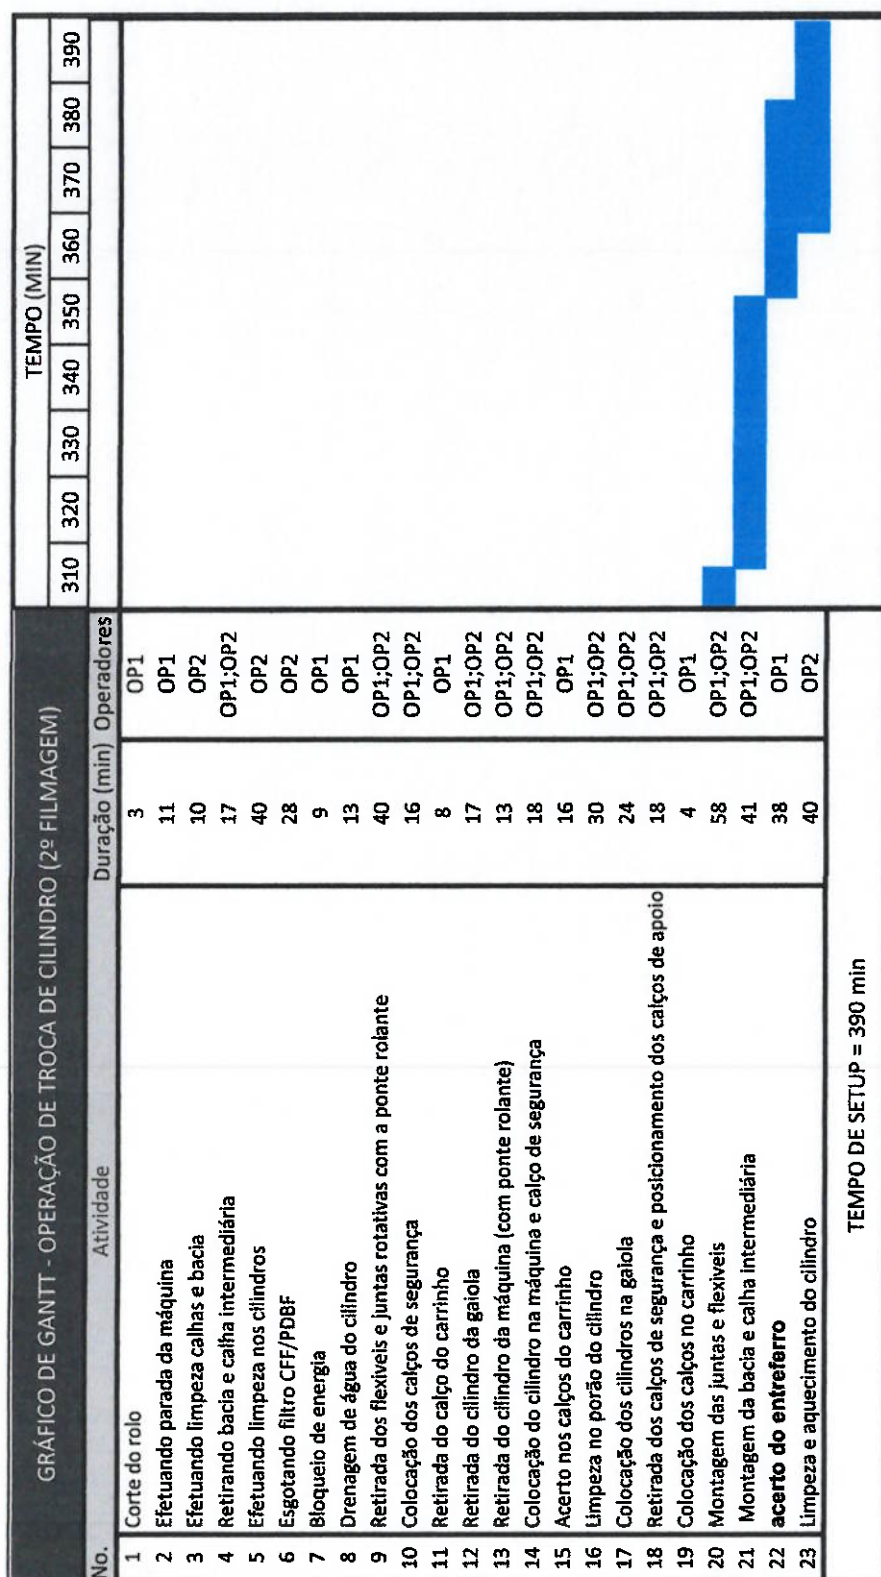 GRÁFICO DE GANTT - OPERAÇÃO DE TROCA DE CILINDRO (2º FILMAGEM) TEMPO (MIN)
No. Atividade Duração (min) Operadores 310 320 330 340 350 360 370 380 390
1 Corte do rolo 3 OP1
2 Efetuando parada da máquina 11 OP1
3 Efetuando limpeza calhas e bacia 10 OP2
4 Retirando bacia e calha intermediária 17 OP1;OP2
5 Efetuando limpeza nos cilindros 40 OP2
6 Esgotando filtro CFF/PDBF 28 OP2
7 Bloqueio de energia 9 OP1
8 Drenagem de água do cilindro 13 OP1
9 Retirada dos flexiveis e juntas rotativas com a ponte rolante 40 OP1;OP2
10 Colocação dos calços de segurança 16 OP1;OP2
11 Retirada do calço do carrinho 8 OP1
12 Retirada do cilindro da gaiola 17 OP1;OP2
13 Retirada do cilindro da máquina (com ponte rolante) 13 OP1;OP2
14 Colocação do cilindro na máquina e calço de segurança 18 OP1;OP2
15 Acerto nos calços do carrinho 16 OP1
16 Limpeza no porão do cilindro 30 OP1;OP2
17 Colocação dos cilindros na gaiola 24 OP1;OP2
18 Retirada dos calços de segurança e posicionamento dos calços de apoio 18 OP1;OP2
19 Colocação dos calços no carrinho 4 OP1
20 Montagem das juntas e flexiveis 58 OP1;OP2
21 Montagem da bacia e calha intermediária 41 OP1;OP2
22 acerto do entreferro 38 OP1
23 Limpeza e aquecimento do cilindro 40 OP2
TEMPO DE SETUP = 390 min